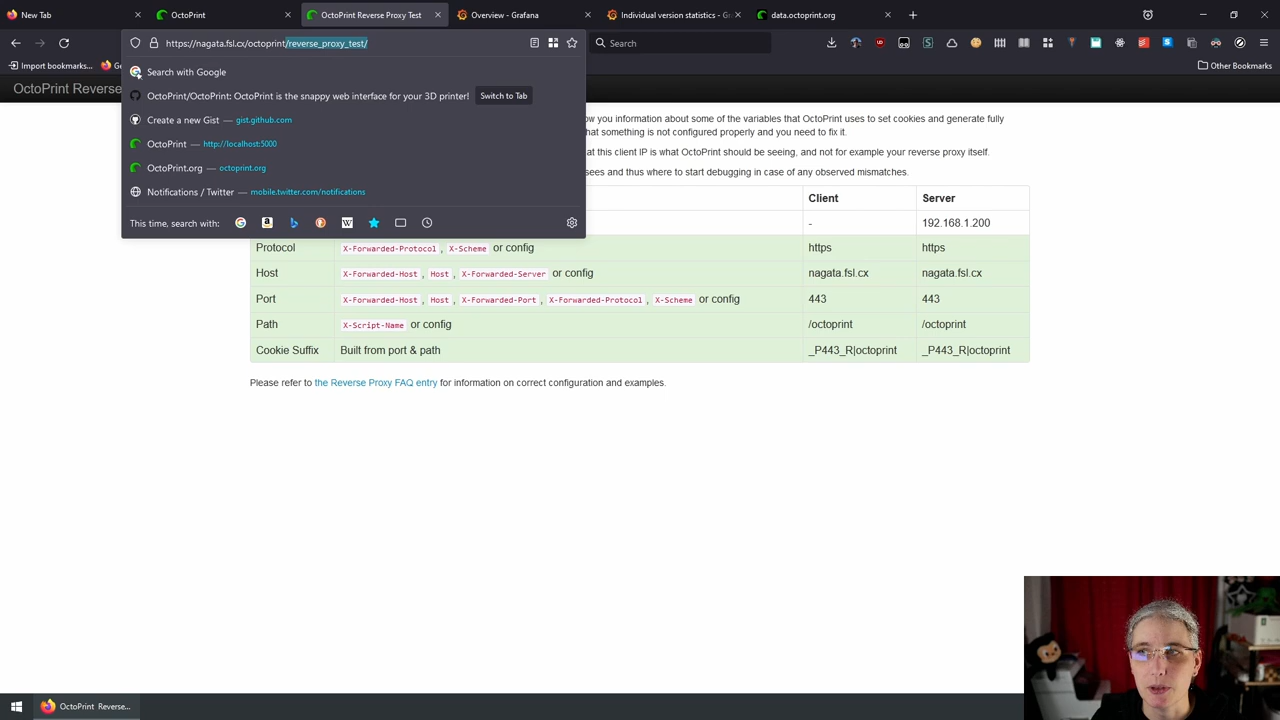 New Tab
OctoPrint
OctoPrint Reverse Proxy Test
Overview - Grafana
Individual version statistics - Gr
data.octoprint.org
https://nagata.fsl.cx/octoprint/reverse_proxy_test/
Search
Import bookmarks...
Ge
Other Bookmarks
Search with Google
OctoPrint/OctoPrint: OctoPrint is the snappy web interface for your 3D printer!
Switch to Tab
Create a new Gist — gist.github.com
OctoPrint — http://localhost:5000
OctoPrint.org — octoprint.org
Notifications / Twitter — mobile.twitter.com/notifications
This time, search with:
OctoPrint Reverse
ow you information about some of the variables that OctoPrint uses to set cookies and generate fully
hat something is not configured properly and you need to fix it.
at this client IP is what OctoPrint should be seeing, and not for example your reverse proxy itself.
sees and thus where to start debugging in case of any observed mismatches.
Client Server
- 192.168.1.200
Protocol X-Forwarded-Protocol , X-Scheme or config https https
Host X-Forwarded-Host , Host , X-Forwarded-Server or config nagata.fsl.cx nagata.fsl.cx
Port X-Forwarded-Host , Host , X-Forwarded-Port , X-Forwarded-Protocol , X-Scheme or config 443 443
Path X-Script-Name or config /octoprint /octoprint
Cookie Suffix Built from port & path _P443_R|octoprint _P443_R|octoprint
Please refer to the Reverse Proxy FAQ entry for information on correct configuration and examples.
OctoPrint Reverse...